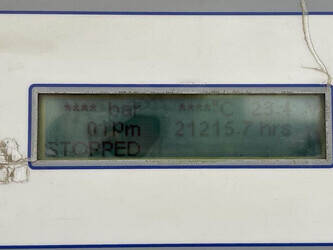 **** bar **** °C 23:4
0 rpm 21215.7 hrs
STOPPED